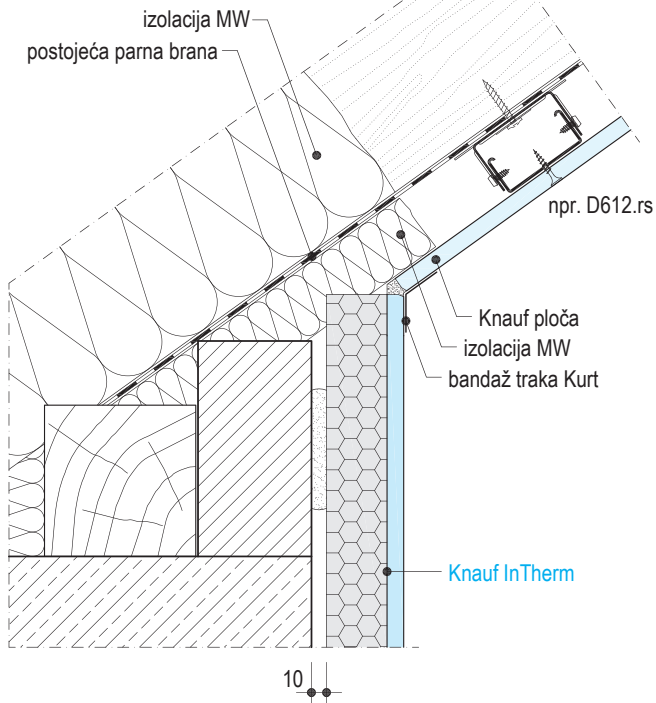 izolacija MW
postojeća parna brana
npr. D612.rs
Knauf ploča
izolacija MW
bandaž traka Kurt
Knauf InTherm
10